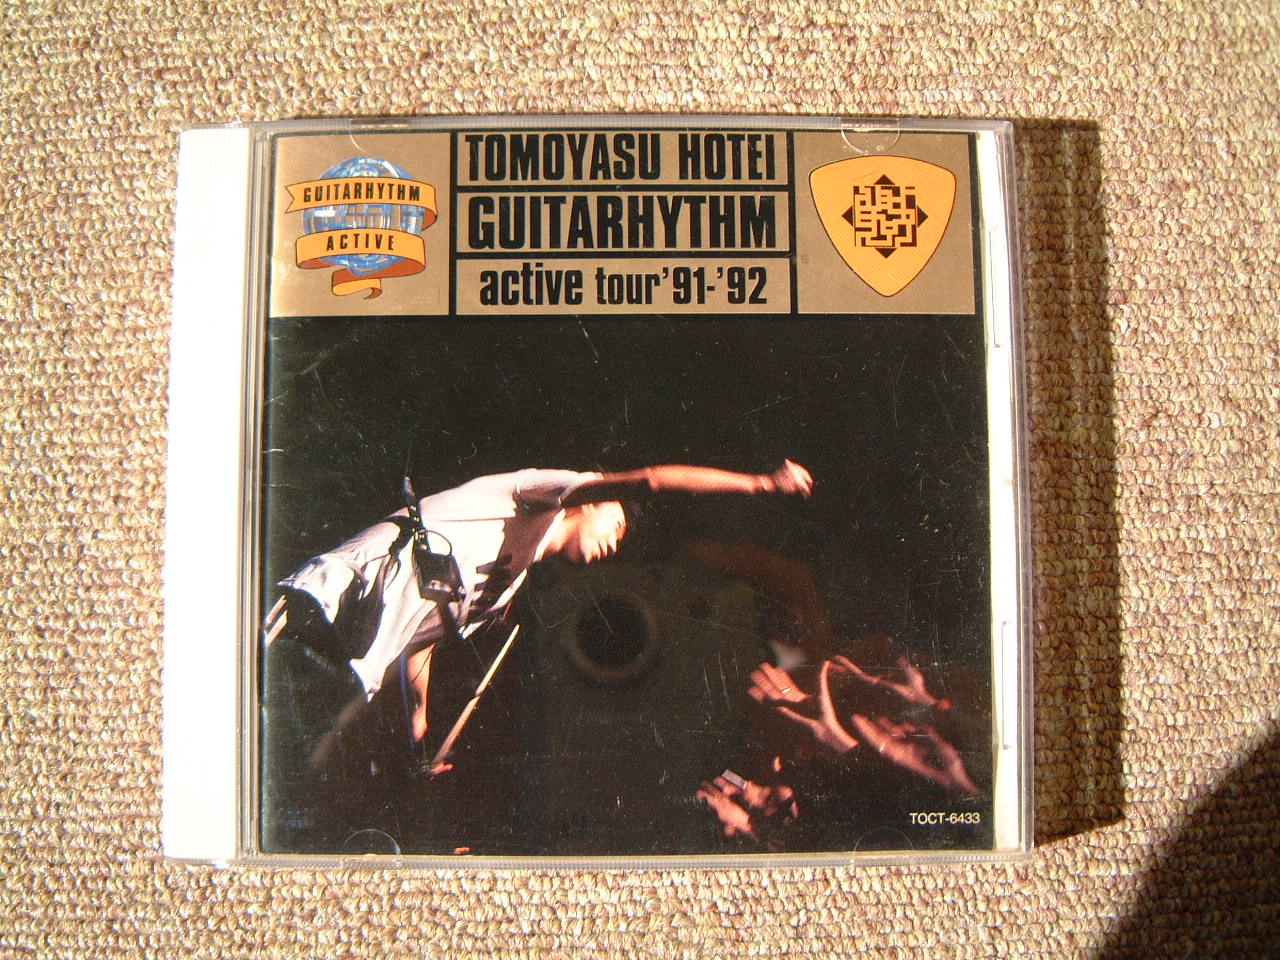 GUITARHYTHM
ACTIVE
TOMOYASU HOTEI
GUITARHYTHM
active tour'91-'92
TOCT-6433